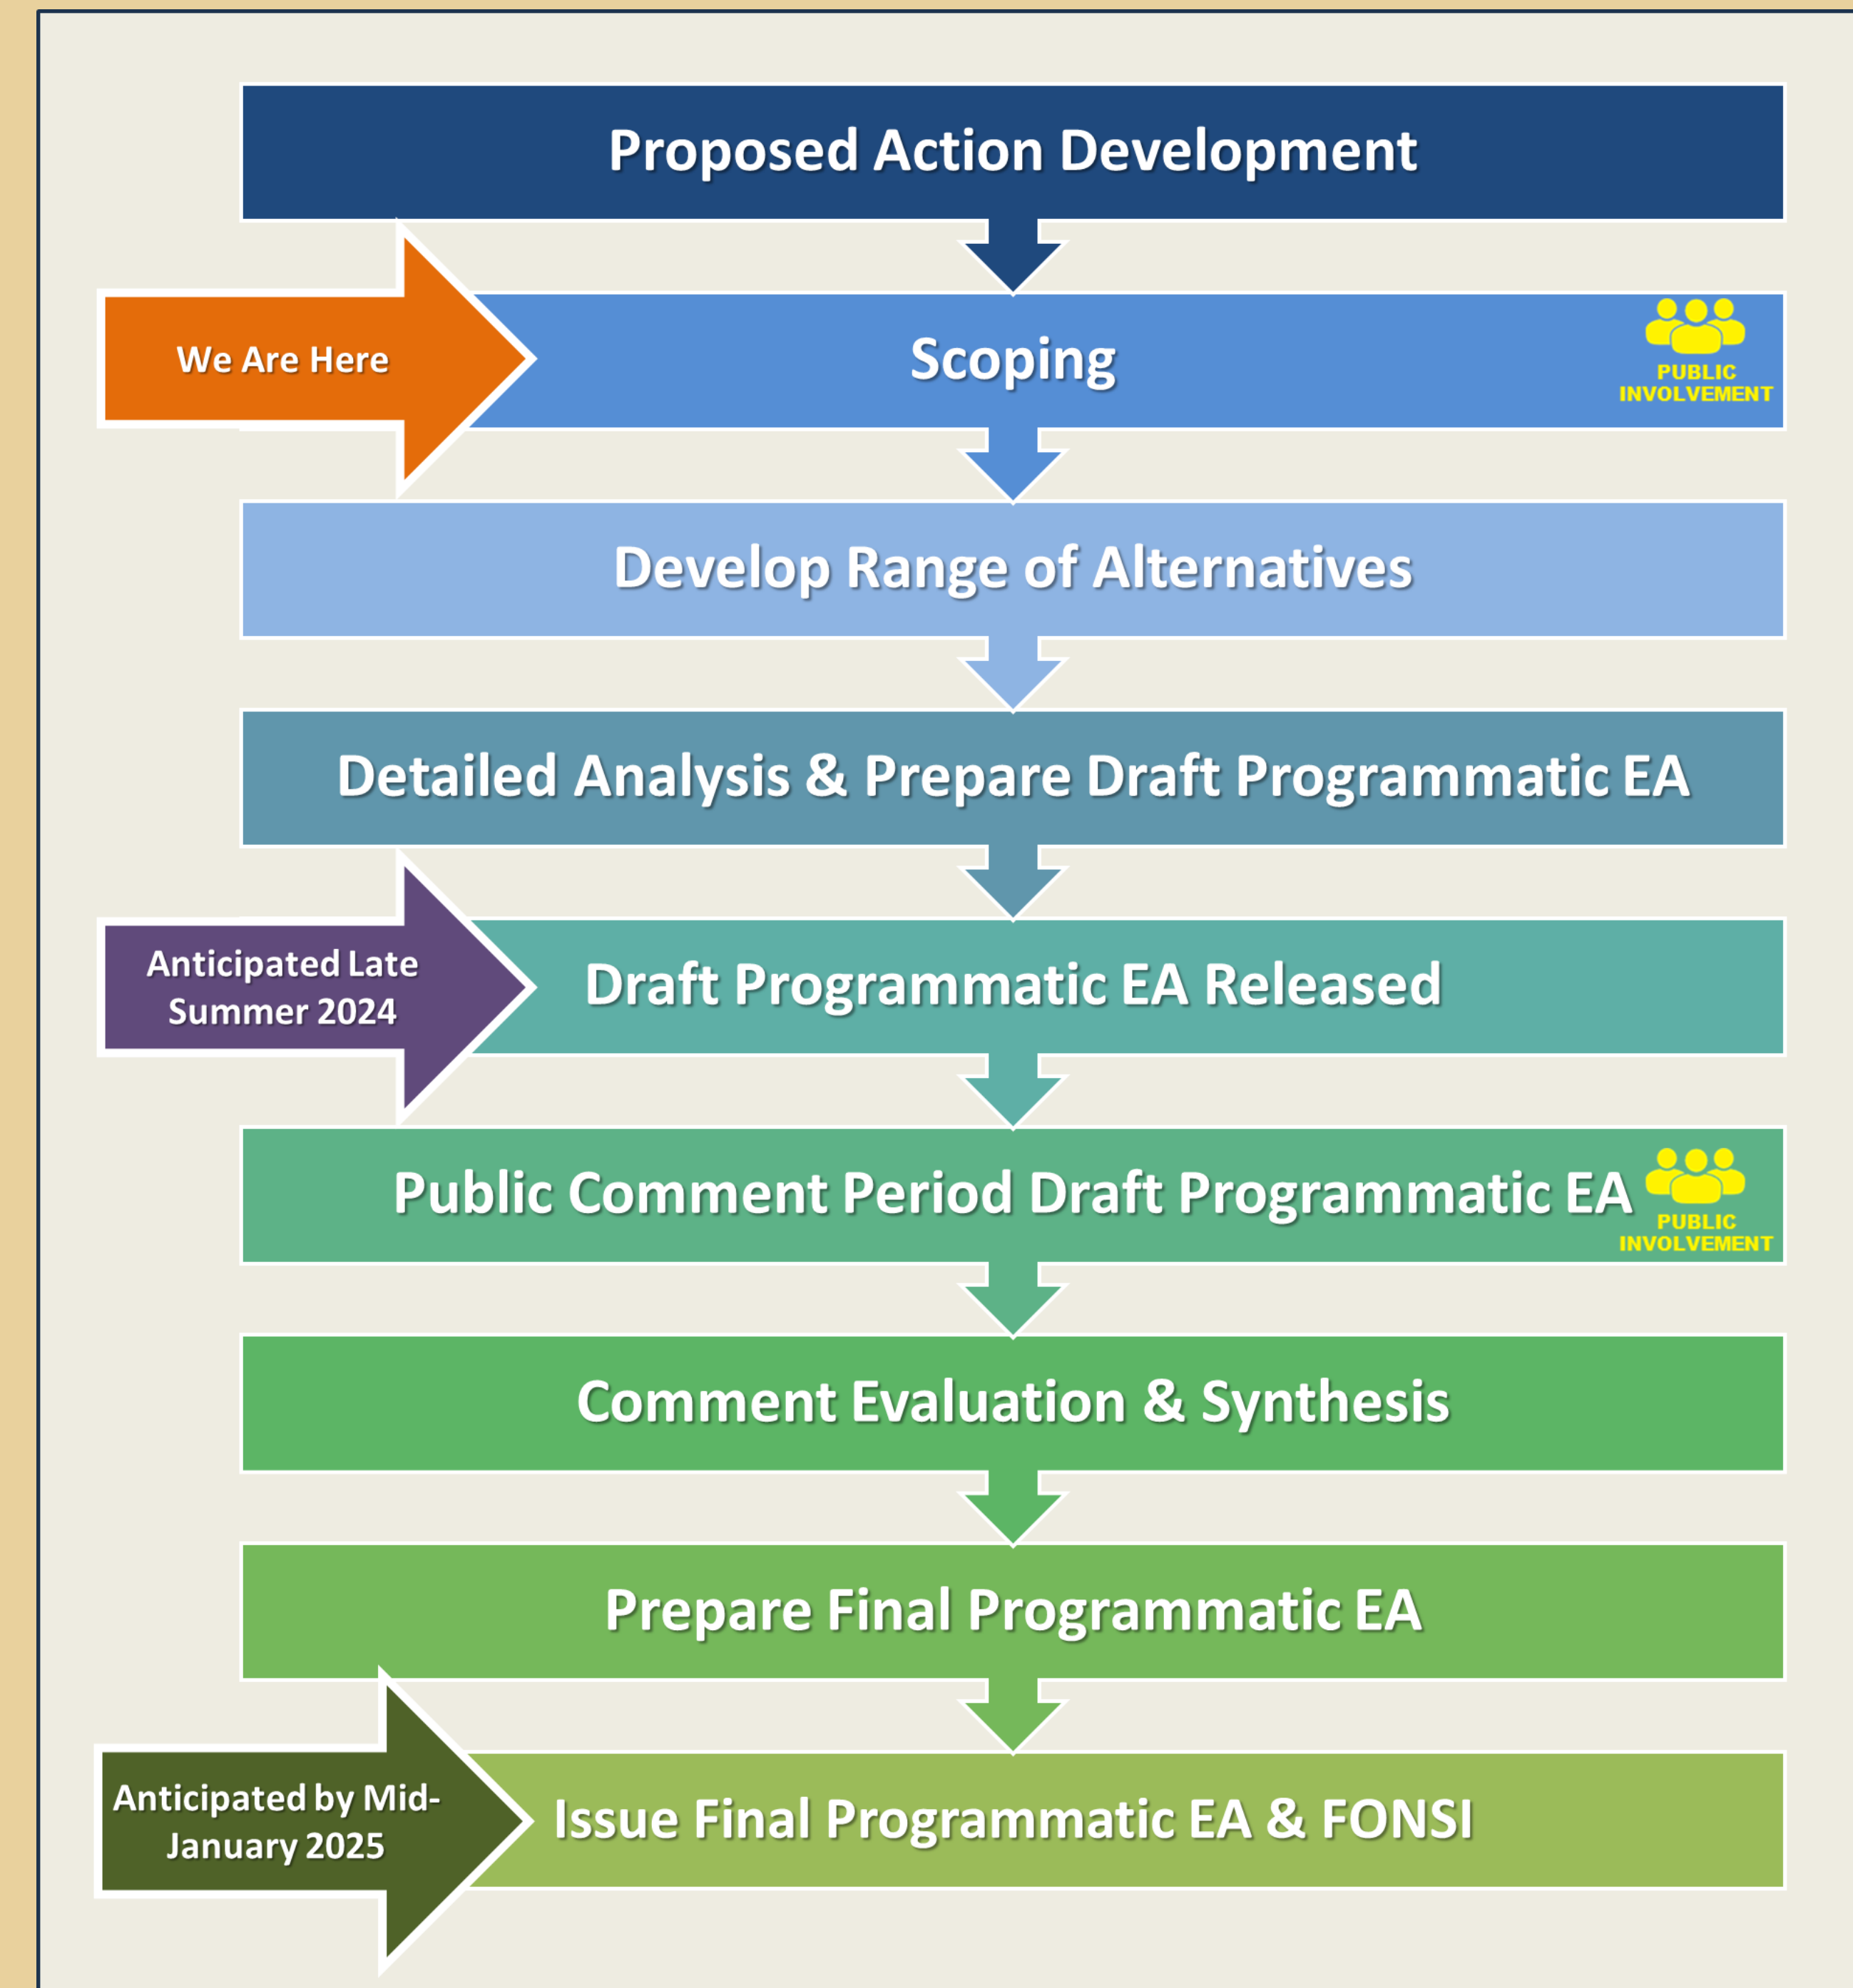 Proposed Action Development
We Are Here
Scoping
PUBLIC
INVOLVEMENT
Develop Range of Alternatives
Detailed Analysis & Prepare Draft Programmatic EA
Anticipated Late
Summer 2024
Draft Programmatic EA Released
Public Comment Period Draft Programmatic EA
PUBLIC
INVOLVEMENT
Comment Evaluation & Synthesis
Prepare Final Programmatic EA
Anticipated by Mid-
January 2025
Issue Final Programmatic EA & FONSI